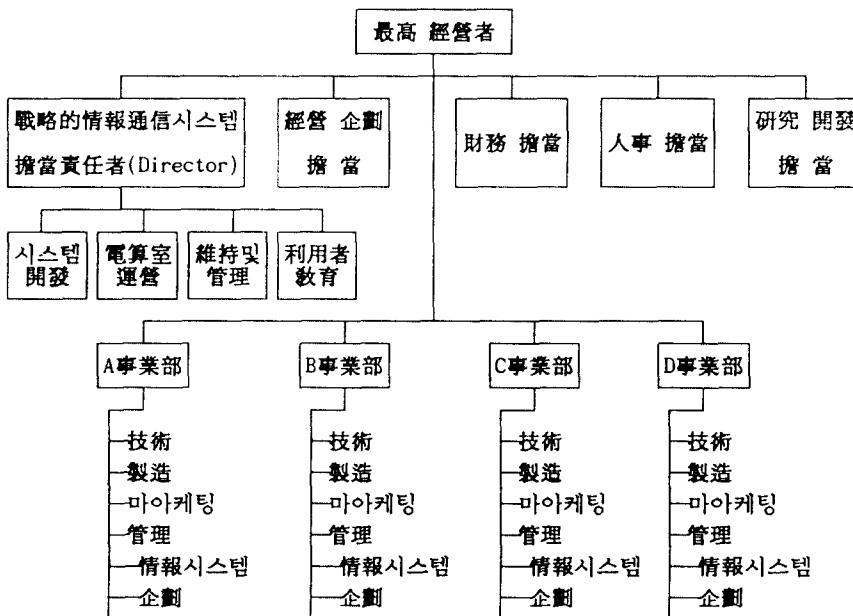 最高 經營者
戰略的情報通信시스템
擔當責任者(Director)
經營 企劃
擔 當
財務 擔當
人事 擔當
研究 開發
擔 當
시스템
開發
電算室
運營
維持및
管理
利用者
敎育
A事業部
B事業部
C事業部
D事業部
技術
製造
마아케팅
管理
情報시스템
企劃
技術
製造
마아케팅
管理
情報시스템
企劃
技術
製造
마아케팅
管理
情報시스템
企劃
技術
製造
마아케팅
管理
情報시스템
企劃